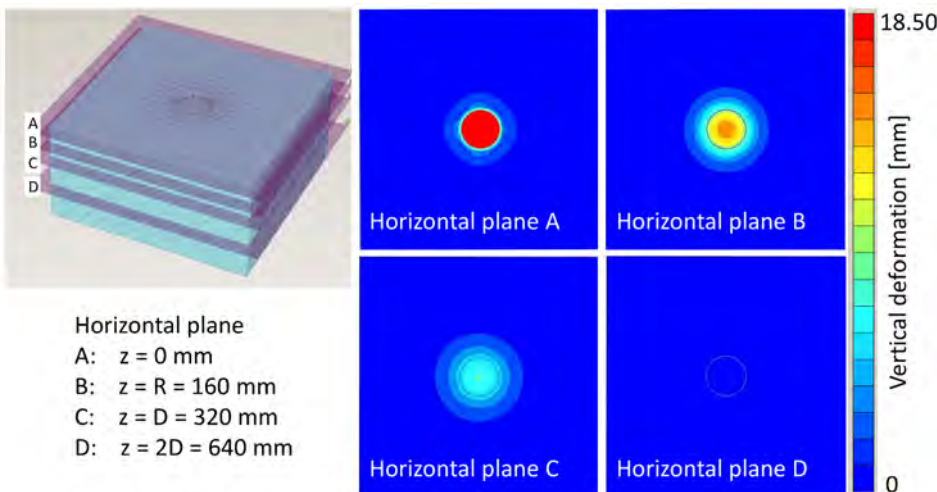 A
B
C
D
Horizontal plane
A: z = 0 mm
B: z = R = 160 mm
C: z = D = 320 mm
D: z = 2D = 640 mm
Horizontal plane A
Horizontal plane B
Horizontal plane C
Horizontal plane D
18.50
Vertical deformation [mm]
0